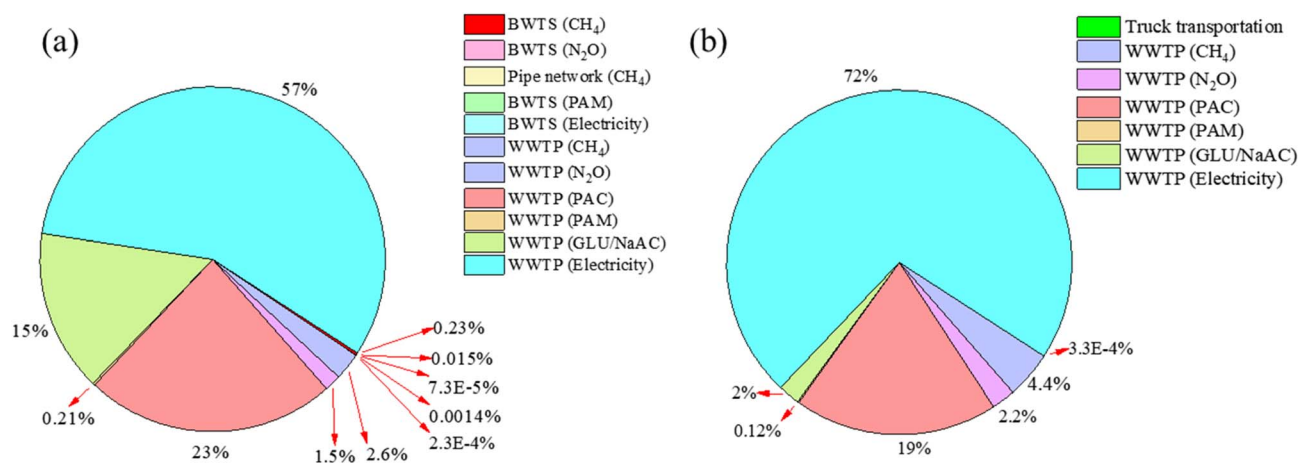 (a)
57%
15%
0.21%
23%
1.5%
2.6%
0.23%
0.015%
7.3E-5%
0.0014%
2.3E-4%
BWTS (CH₄)
BWTS (N₂O)
Pipe network (CH₄)
BWTS (PAM)
BWTS (Electricity)
WWTP (CH₄)
WWTP (N₂O)
WWTP (PAC)
WWTP (PAM)
WWTP (GLU/NaAC)
WWTP (Electricity)
(b)
72%
2%
0.12%
19%
2.2%
4.4%
3.3E-4%
Truck transportation
WWTP (CH₄)
WWTP (N₂O)
WWTP (PAC)
WWTP (PAM)
WWTP (GLU/NaAC)
WWTP (Electricity)